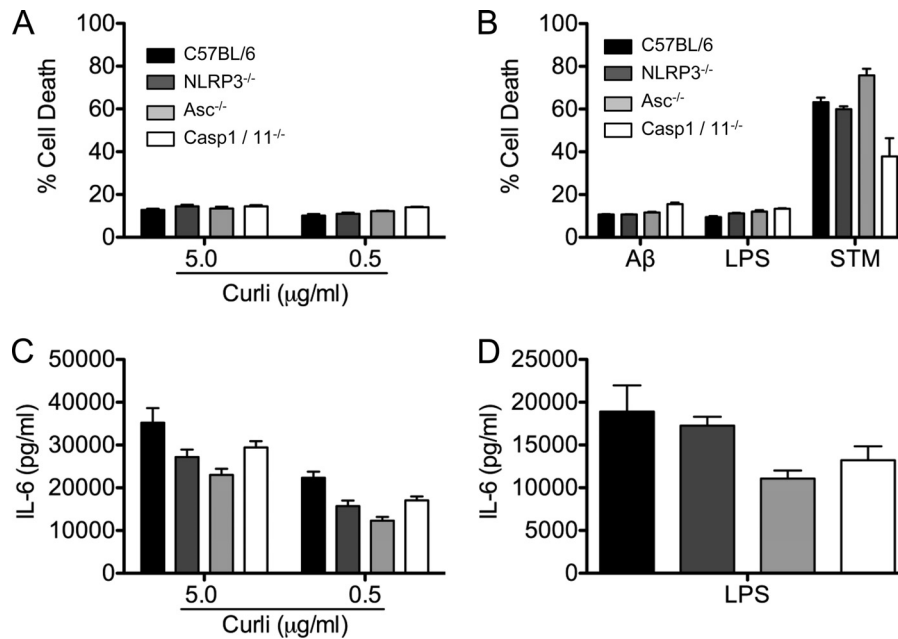 A
% Cell Death
100
80
60
40
20
0
C57BL/6
NLRP3-/-
Asc-/-
Casp1 / 11-/-
5.0 0.5
Curli (μg/ml)
B
% Cell Death
100
80
60
40
20
0
C57BL/6
NLRP3-/-
Asc-/-
Casp1 / 11-/-
Aβ LPS STM
C
IL-6 (pg/ml)
50000
40000
30000
20000
10000
0
5.0 0.5
Curli (μg/ml)
D
IL-6 (pg/ml)
25000
20000
15000
10000
5000
0
LPS